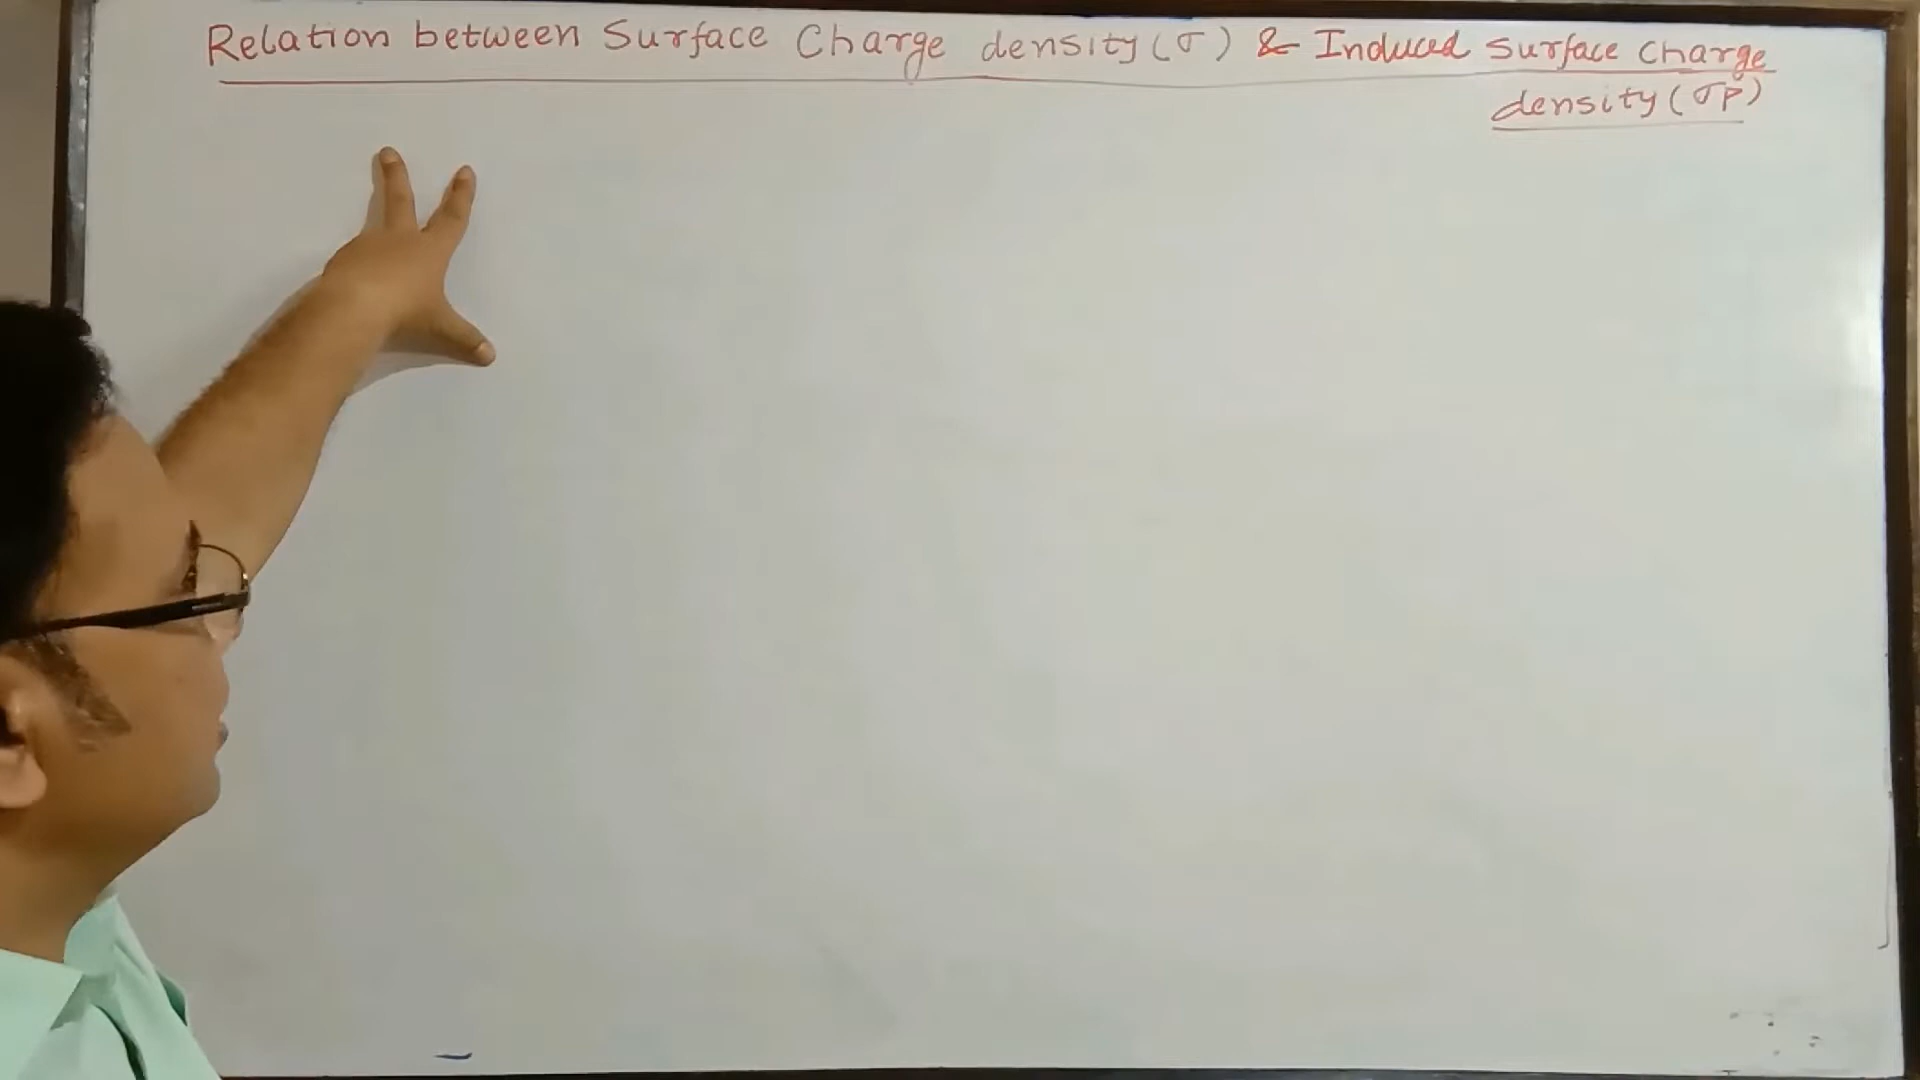 Relation between Surface Charge density (σ) & Induced surface charge
density (σp)